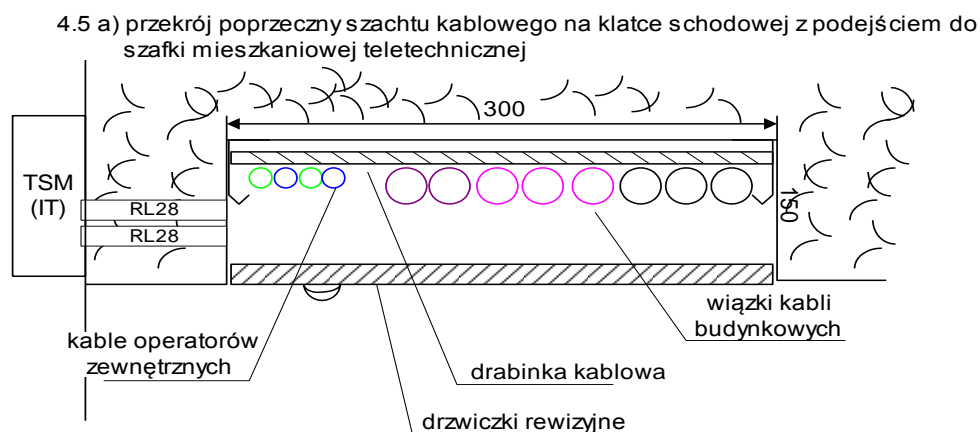 4.5 a) przekrój poprzeczny szachtu kablowego na klatce schodowej z podejściem do
szafki mieszkaniowej teletechnicznej
300
TSM
(IT)
RL28
RL28
150
wiązki kabli
budynkowych
kable operatorów
zewnętrznych
drabinka kablowa
drzwiczki rewizyjne